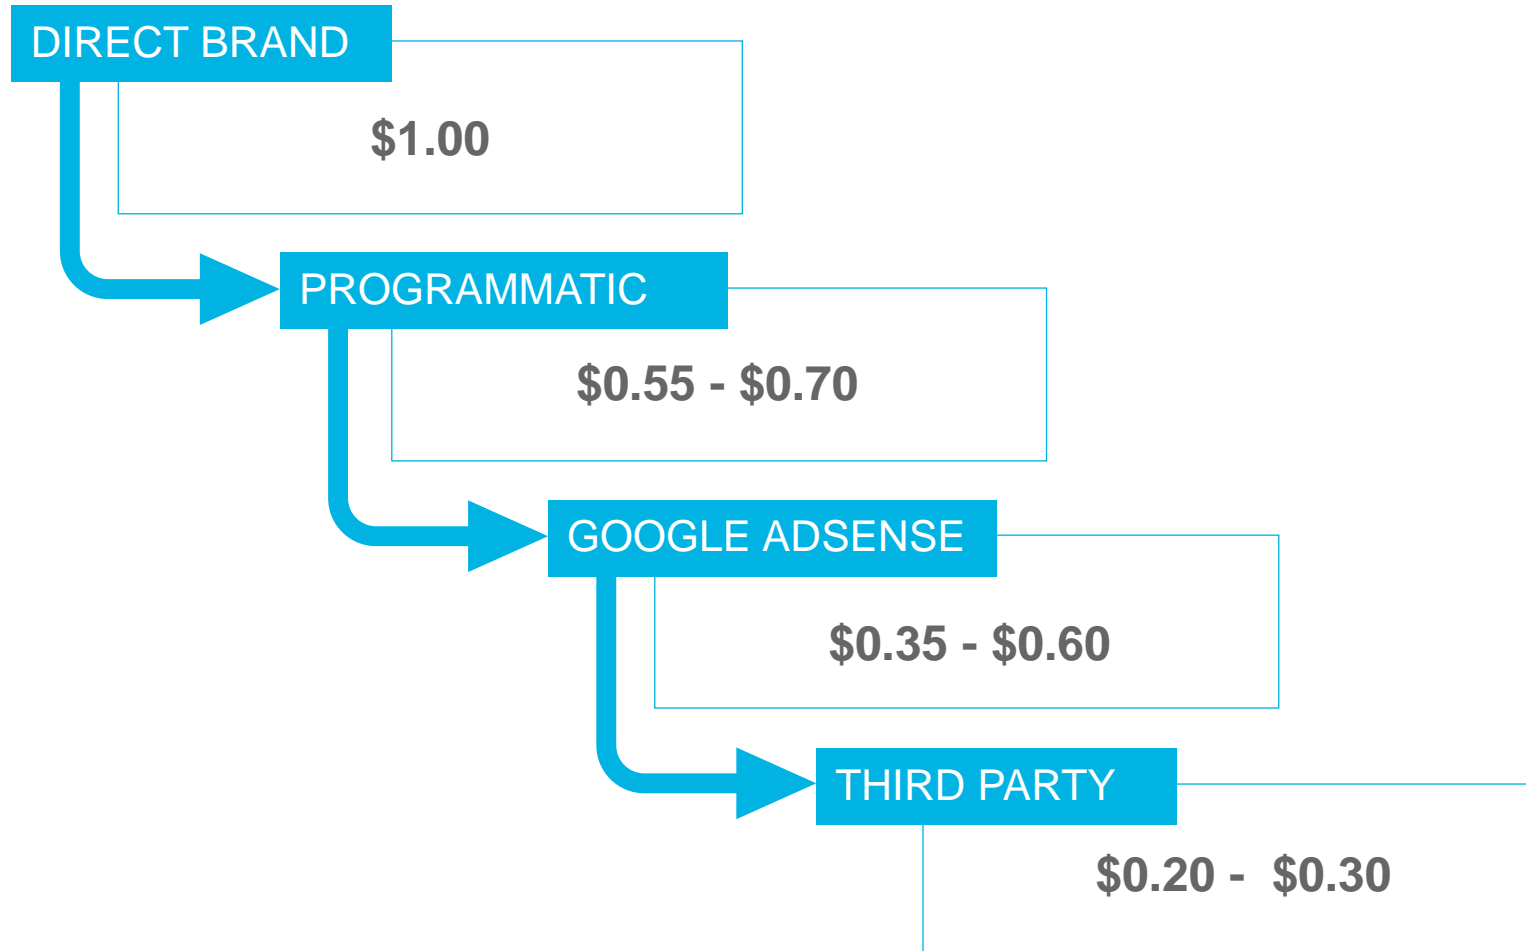 DIRECT BRAND
$1.00
PROGRAMMATIC
$0.55 - $0.70
GOOGLE ADSENSE
$0.35 - $0.60
THIRD PARTY
$0.20 -  $0.30